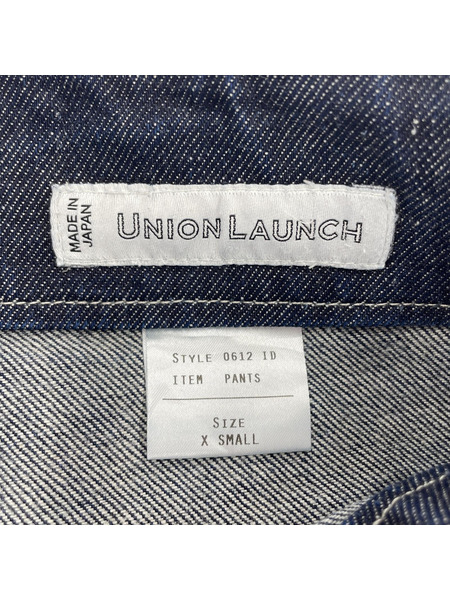 MADE IN
JAPAN
UNION LAUNCH
STYLE 0612 ID
ITEM PANTS
SIZE
X SMALL